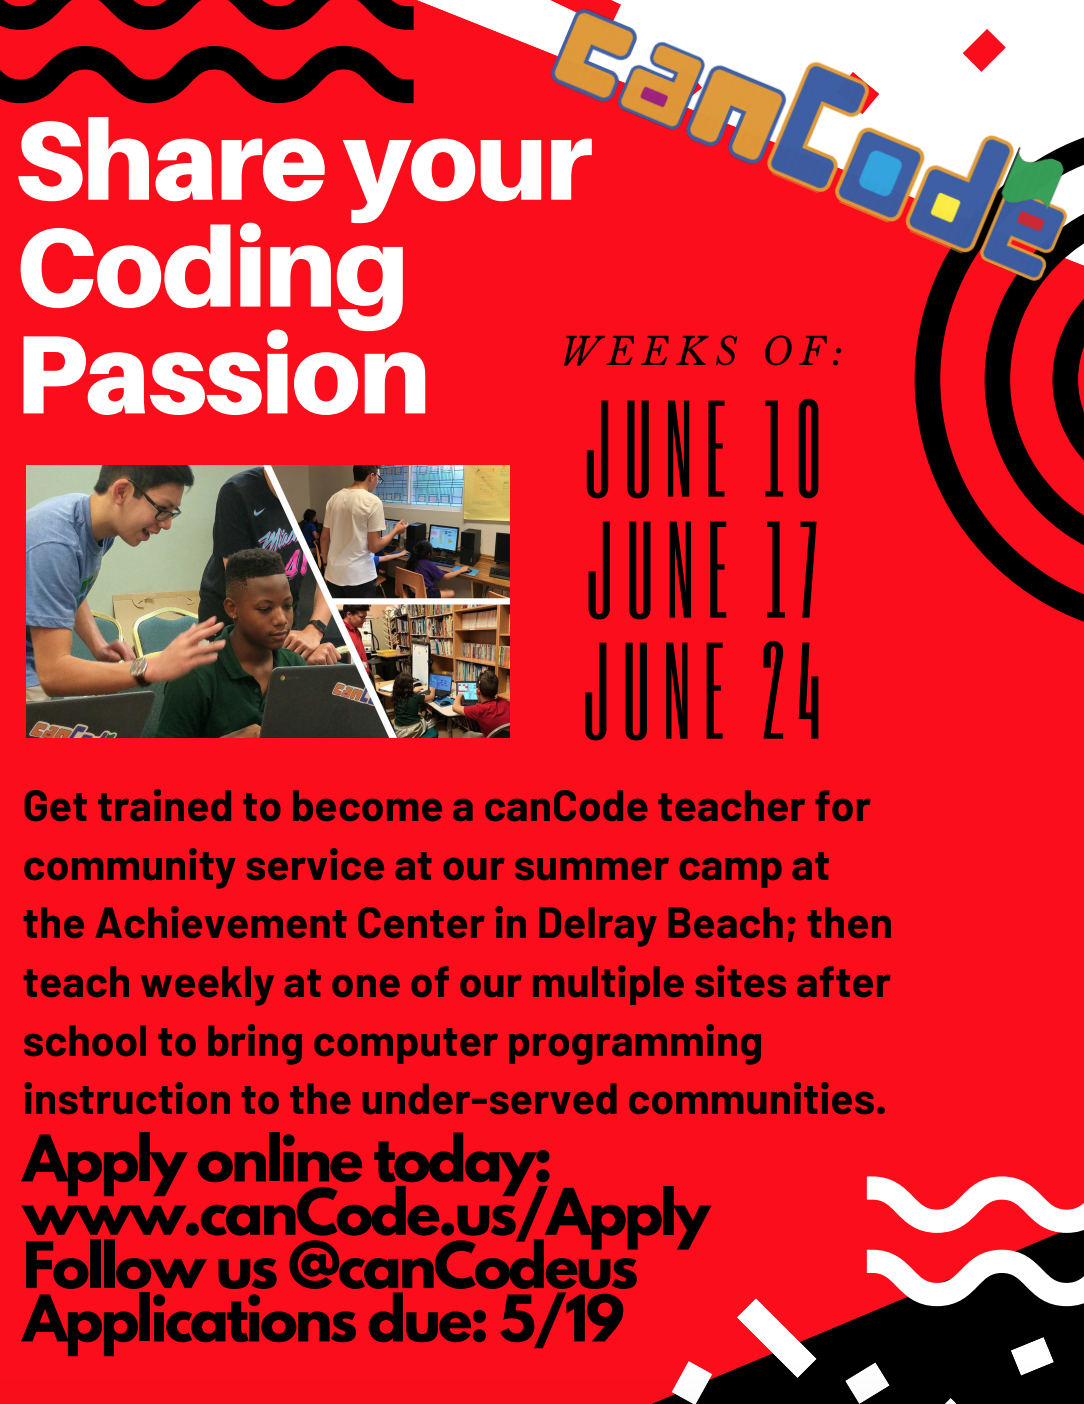 canCode
Share your
Coding
Passion
WEEKS OF:
JUNE 10
JUNE 17
JUNE 24
Miami
canCode
Get trained to become a canCode teacher for
community service at our summer camp at
the Achievement Center in Delray Beach; then
teach weekly at one of our multiple sites after
school to bring computer programming
instruction to the under-served communities.
Apply online today:
www.canCode.us/Apply
Follow us @canCodeus
Applications due: 5/19